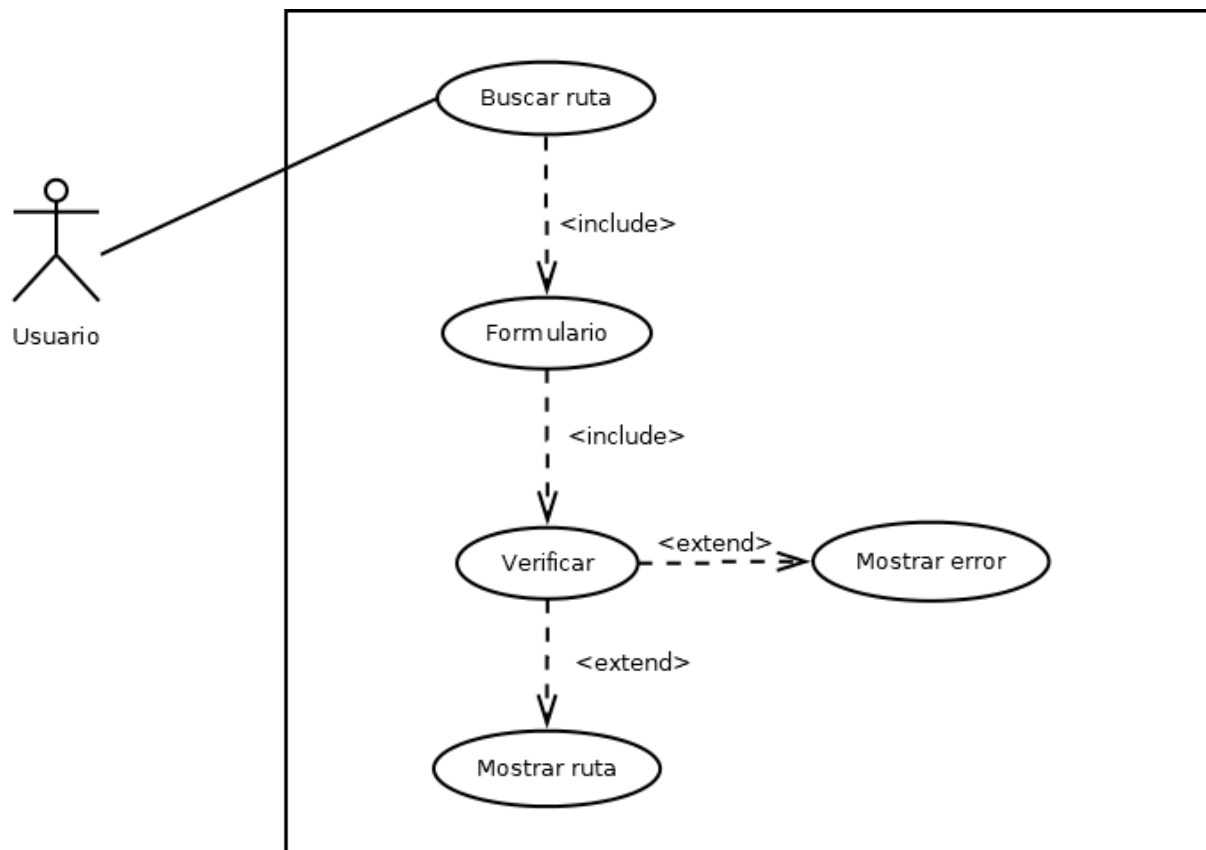 Buscar ruta
<include>
Usuario
Formulario
<include>
<extend>
Verificar
Mostrar error
<extend>
Mostrar ruta